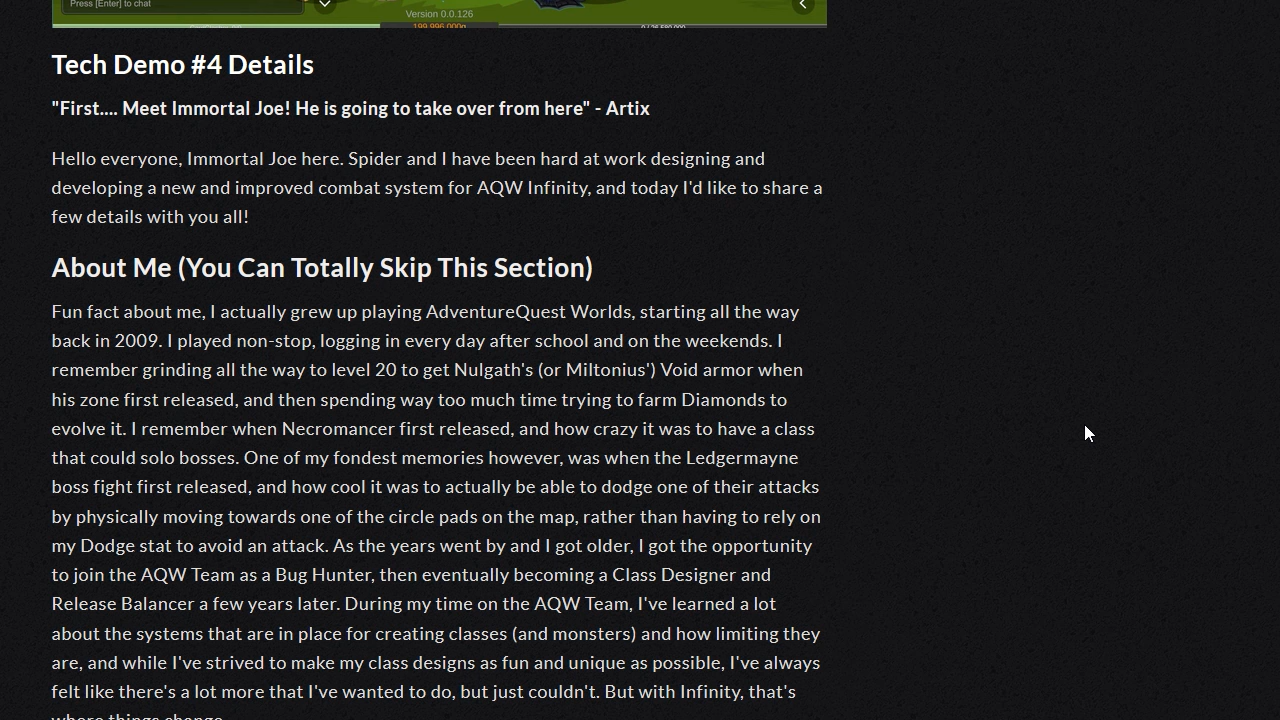 Press [Enter] to chat
Version 0.0.126
199,996,000g
Tech Demo #4 Details
"First.... Meet Immortal Joe! He is going to take over from here" - Artix
Hello everyone, Immortal Joe here. Spider and I have been hard at work designing and
developing a new and improved combat system for AQW Infinity, and today I'd like to share a
few details with you all!
About Me (You Can Totally Skip This Section)
Fun fact about me, I actually grew up playing AdventureQuest Worlds, starting all the way
back in 2009. I played non-stop, logging in every day after school and on the weekends. I
remember grinding all the way to level 20 to get Nulgath's (or Miltonius') Void armor when
his zone first released, and then spending way too much time trying to farm Diamonds to
evolve it. I remember when Necromancer first released, and how crazy it was to have a class
that could solo bosses. One of my fondest memories however, was when the Ledgermayne
boss fight first released, and how cool it was to actually be able to dodge one of their attacks
by physically moving towards one of the circle pads on the map, rather than having to rely on
my Dodge stat to avoid an attack. As the years went by and I got older, I got the opportunity
to join the AQW Team as a Bug Hunter, then eventually becoming a Class Designer and
Release Balancer a few years later. During my time on the AQW Team, I've learned a lot
about the systems that are in place for creating classes (and monsters) and how limiting they
are, and while I've strived to make my class designs as fun and unique as possible, I've always
felt like there's a lot more that I've wanted to do, but just couldn't. But with Infinity, that's
where things change.